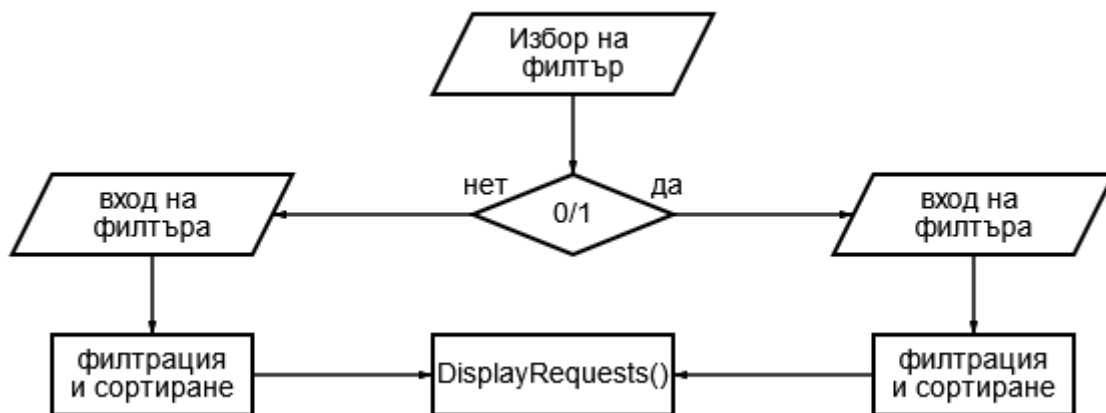 Избор на
филтър
нет
да
0/1
вход на
филтъра
вход на
филтъра
филтрация
и сортиране
DisplayRequests()
филтрация
и сортиране